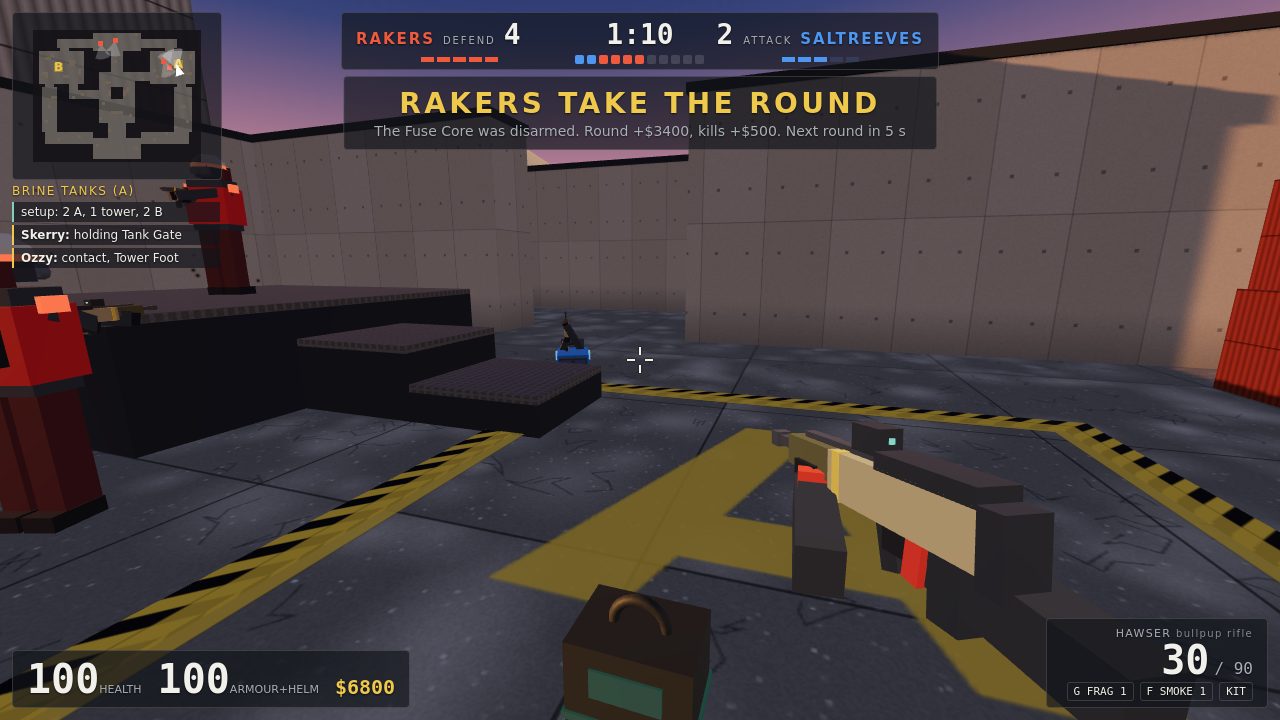 RAKERS DEFEND 4 1:10 2 ATTACK SALTREEVES
RAKERS TAKE THE ROUND
The Fuse Core was disarmed. Round +$3400, kills +$500. Next round in 5 s
B
A
BRINE TANKS (A)
setup: 2 A, 1 tower, 2 B
Skerry: holding Tank Gate
Ozzy: contact, Tower Foot
A
100 HEALTH 100 ARMOUR+HELM $6800
HAWSER bullpup rifle
30 / 90
G FRAG 1 F SMOKE 1 KIT